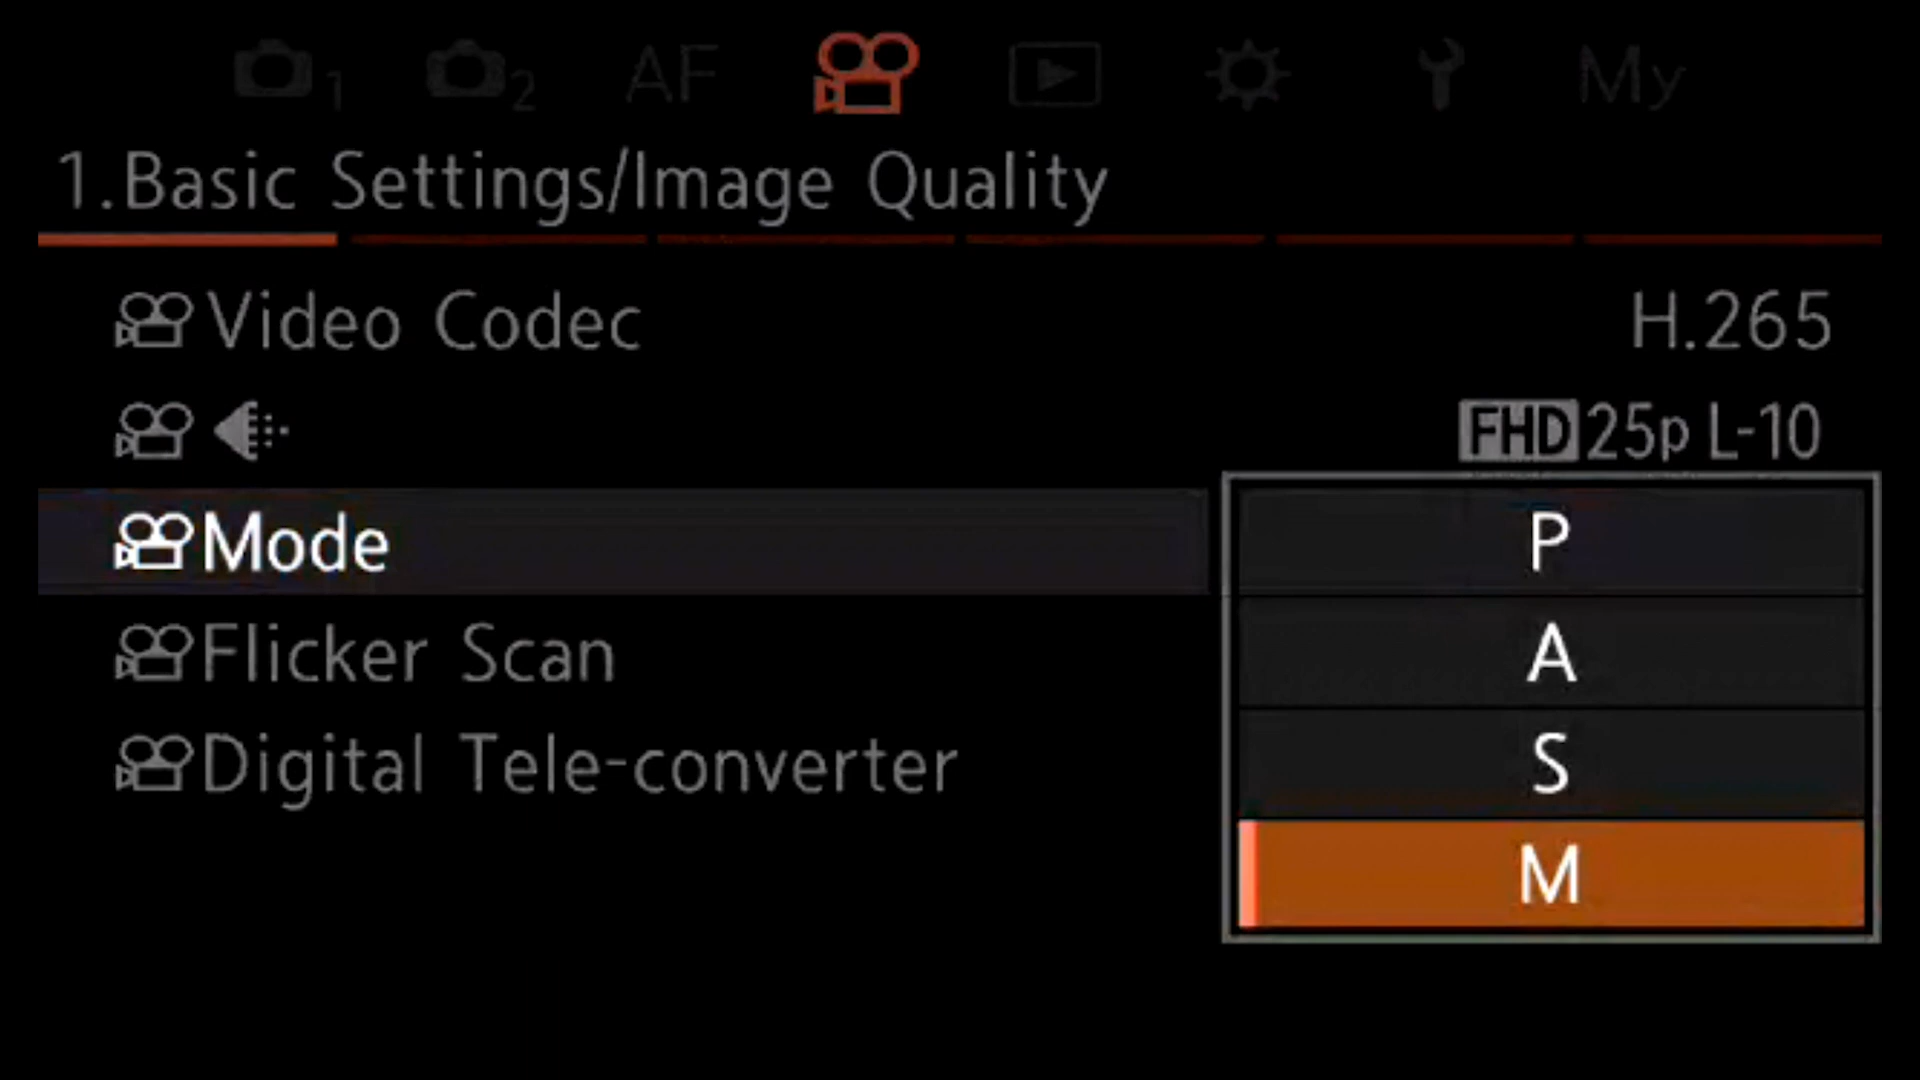 1 2 AF My
1.Basic Settings/Image Quality
Video Codec H.265
FHD 25p L-10
Mode P
A
Flicker Scan
S
Digital Tele-converter
M